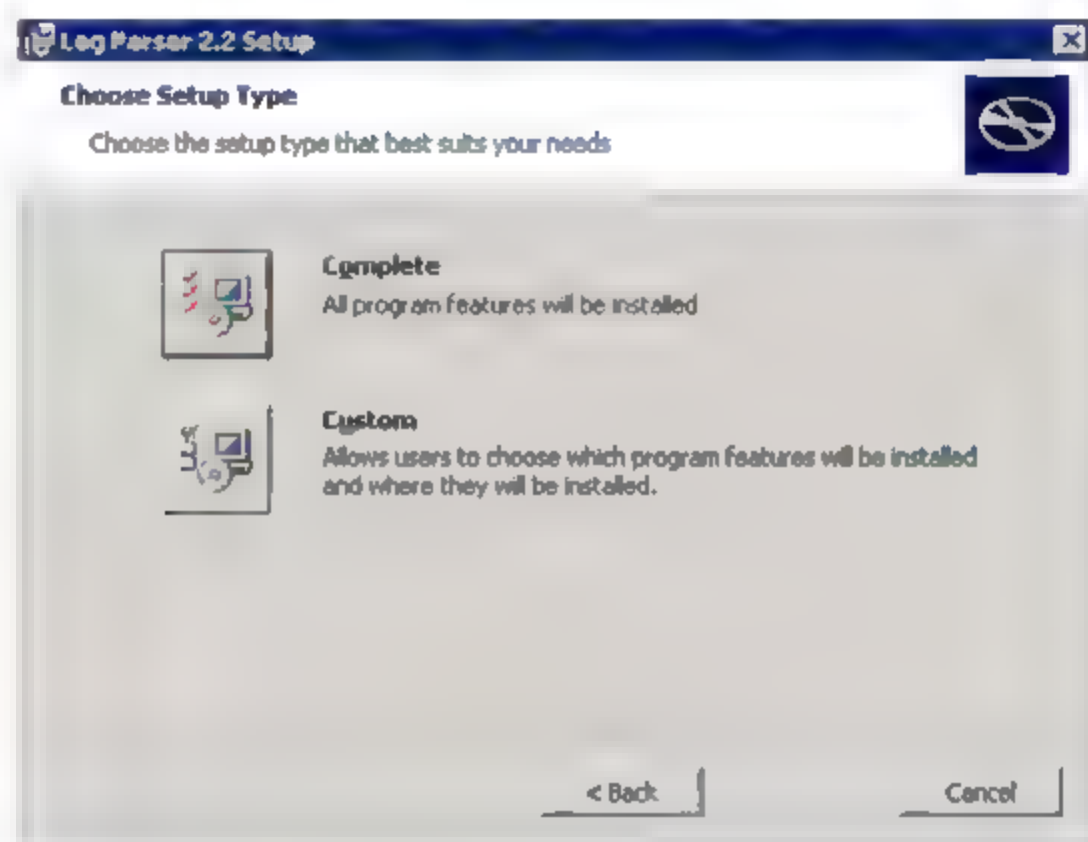 Log Parser 2.2 Setup
Choose Setup Type
Choose the setup type that best suits your needs
Complete
All program features will be installed
Custom
Allows users to choose which program features will be installed
and where they will be installed.
< Back
Cancel